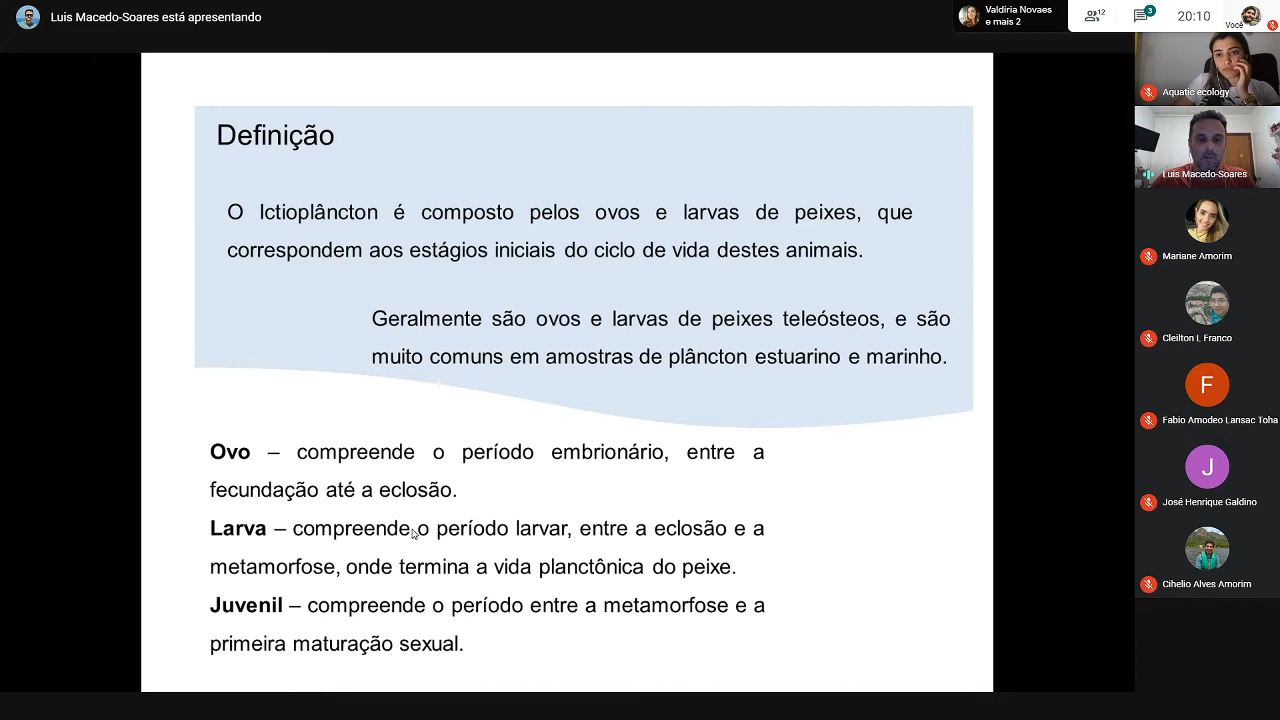 Luis Macedo-Soares está apresentando
Valdíria Novaes
e mais 2
12
3
20:10
Você
Aquatic ecology
Luis Macedo-Soares
Mariane Amorim
Cleilton L Franco
F
Fabio Amodeo Lansac Toha
J
José Henrique Galdino
Cihelio Alves Amorim
Definição
O Ictioplâncton é composto pelos ovos e larvas de peixes, que
correspondem aos estágios iniciais do ciclo de vida destes animais.
Geralmente são ovos e larvas de peixes teleósteos, e são
muito comuns em amostras de plâncton estuarino e marinho.
Ovo – compreende o período embrionário, entre a
fecundação até a eclosão.
Larva – compreende o período larvar, entre a eclosão e a
metamorfose, onde termina a vida planctônica do peixe.
Juvenil – compreende o período entre a metamorfose e a
primeira maturação sexual.